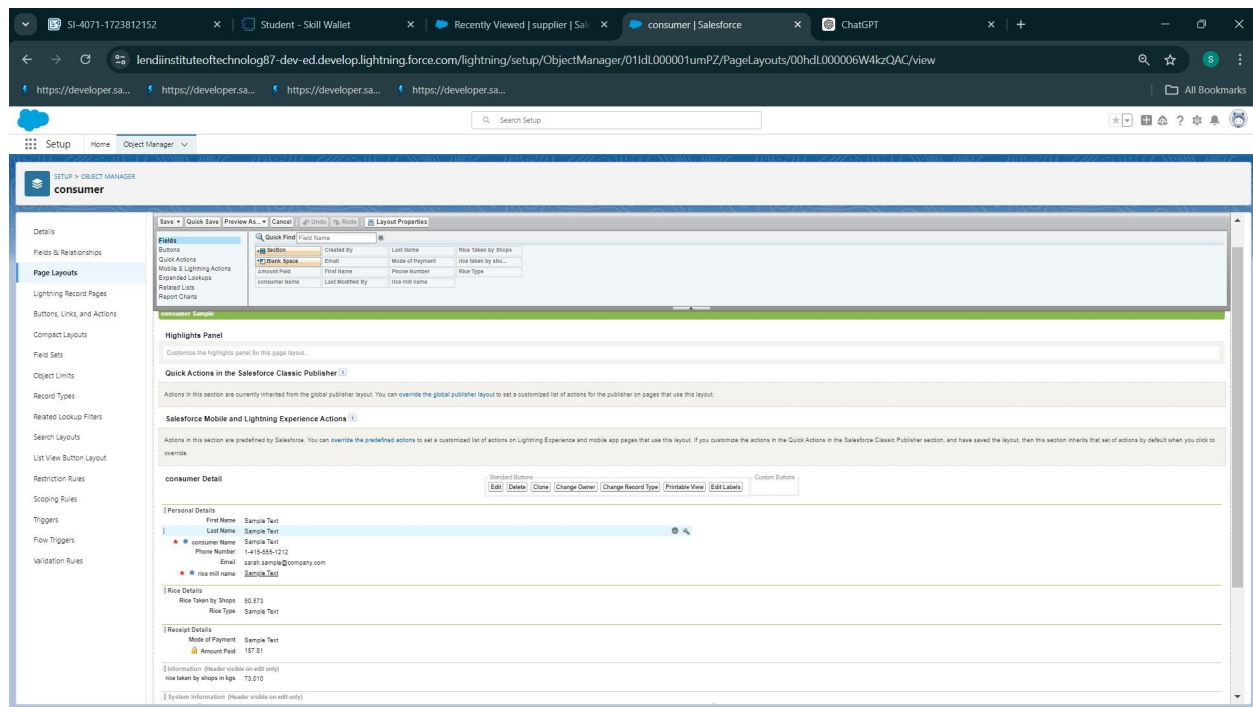 SI-4071-1723812152
Student - Skill Wallet
Recently Viewed | supplier | Sale
consumer | Salesforce
ChatGPT
lendiinstituteoftechnolog87-dev-ed.develop.lightning.force.com/lightning/setup/ObjectManager/01IdL000001umPZ/PageLayouts/00hdL000006W4kzQAC/view
S
https://developer.sa... https://developer.sa... https://developer.sa... https://developer.sa...
All Bookmarks
Search Setup
Setup Home Object Manager
SETUP > OBJECT MANAGER
consumer
Details
Fields & Relationships
Page Layouts
Lightning Record Pages
Buttons, Links, and Actions
Compact Layouts
Field Sets
Object Limits
Record Types
Related Lookup Filters
Search Layouts
List View Button Layout
Restriction Rules
Scoping Rules
Triggers
Flow Triggers
Validation Rules
Save Quick Save Preview As... Cancel Undo Redo Layout Properties
Fields
Buttons
Quick Actions
Mobile & Lightning Actions
Expanded Lookups
Related Lists
Report Charts
Quick Find Field Name
Section Created By Last Name Rice Taken by Shops
Blank Space Email Mode of Payment rice taken by sho...
Amount Paid First Name Phone Number Rice Type
consumer Name Last Modified By rice mill name
consumer Sample
Highlights Panel
Customize the highlights panel for this page layout...
Quick Actions in the Salesforce Classic Publisher
Actions in this section are currently inherited from the global publisher layout. You can override the global publisher layout to set a customized list of actions for the publisher on pages that use this layout.
Salesforce Mobile and Lightning Experience Actions
Actions in this section are predefined by Salesforce. You can override the predefined actions to set a customized list of actions on Lightning Experience and mobile app pages that use this layout. If you customize the actions in the Quick Actions in the Salesforce Classic Publisher section, and have saved the layout, then this section inherits that set of actions by default when you click to
override.
consumer Detail
Standard Buttons
Edit Delete Clone Change Owner Change Record Type Printable View Edit Labels
Custom Buttons
Personal Details
First Name Sample Text
Last Name Sample Text
consumer Name Sample Text
Phone Number 1-415-555-1212
Email sarah.sample@company.com
rice mill name Sample Text
Rice Details
Rice Taken by Shops 50,573
Rice Type Sample Text
Receipt Details
Mode of Payment Sample Text
Amount Paid 187.81
Information (Header visible on edit only)
rice taken by shops in kgs 73,010
System Information (Header visible on edit only)